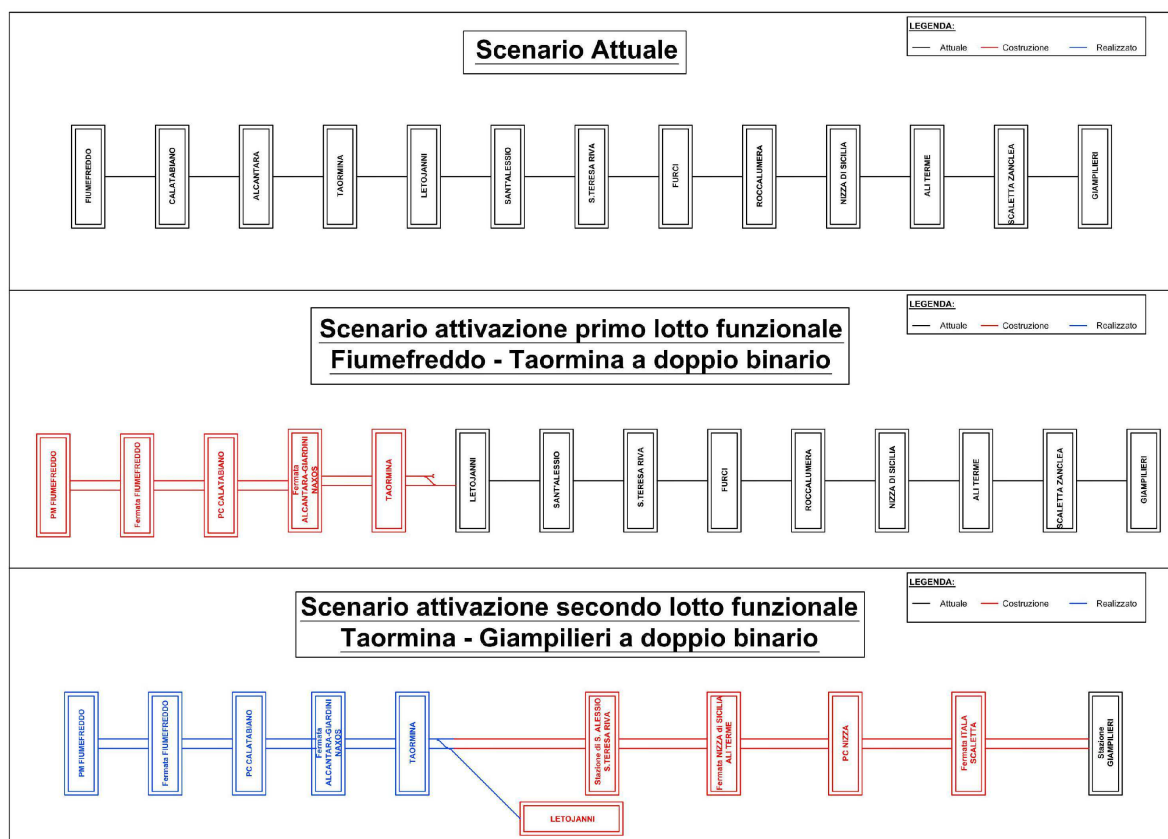 Scenario Attuale
LEGENDA:
Attuale
Costruzione
Realizzato
FIUMEFREDDO
CALATABIANO
ALCANTARA
TAORMINA
LETOJANNI
SANT'ALESSIO
S.TERESA RIVA
FURCI
ROCCALUMERA
NIZZA DI SICILIA
ALI TERME
SCALETTA ZANCLEA
GIAMPILIERI
Scenario attivazione primo lotto funzionale
Fiumefreddo - Taormina a doppio binario
LEGENDA:
Attuale
Costruzione
Realizzato
PM FIUMEFREDDO
Fermata FIUMEFREDDO
PC CALATABIANO
Fermata
ALCANTARA-GIARDINI
NAXOS
TAORMINA
LETOJANNI
SANT'ALESSIO
S.TERESA RIVA
FURCI
ROCCALUMERA
NIZZA DI SICILIA
ALI TERME
SCALETTA ZANCLEA
GIAMPILIERI
Scenario attivazione secondo lotto funzionale
Taormina - Giampilieri a doppio binario
LEGENDA:
Attuale
Costruzione
Realizzato
PM FIUMEFREDDO
Fermata FIUMEFREDDO
PC CALATABIANO
Fermata
ALCANTARA-GIARDINI
NAXOS
TAORMINA
LETOJANNI
Stazione di S. ALESSIO
S.TERESA RIVA
Fermata NIZZA di SICILIA
ALI TERME
PC NIZZA
Fermata ITALA
SCALETTA
Stazione
GIAMPILIERI